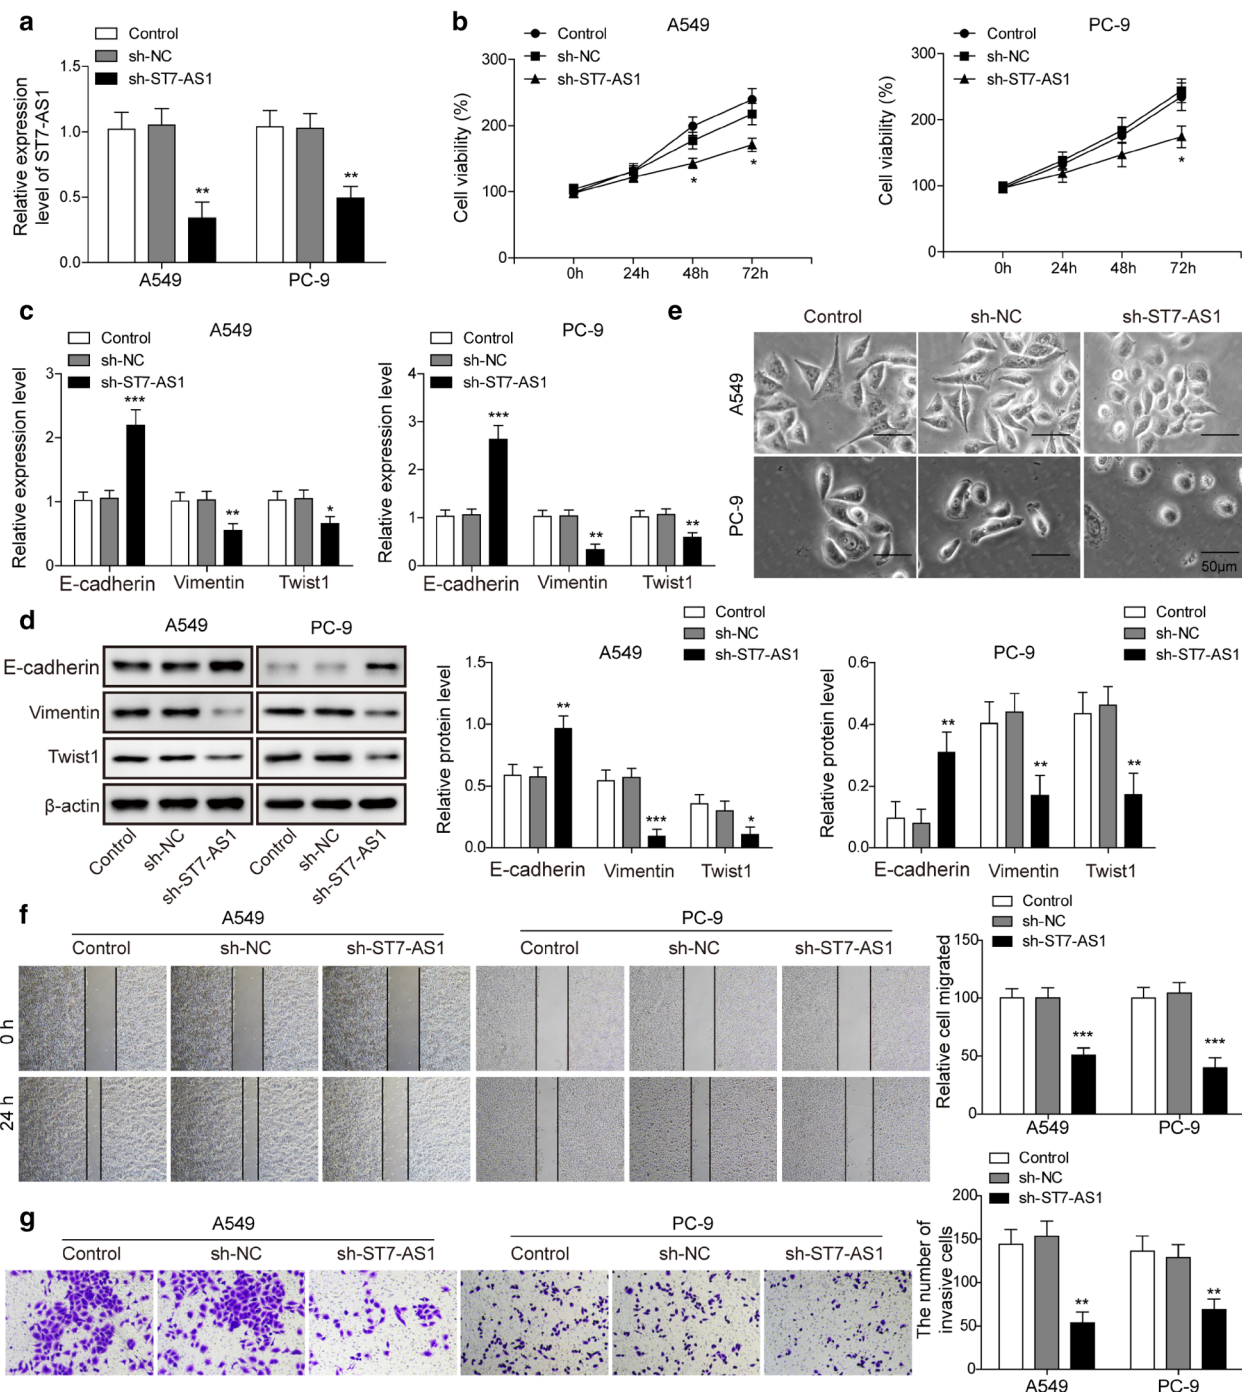 a
Control
sh-NC
sh-ST7-AS1
Relative expression
level of ST7-AS1
1.5
1.0
0.5
0.0
**
**
A549
PC-9
b
A549
Control
sh-NC
sh-ST7-AS1
Cell viability (%)
300
200
100
0
*
*
0h
24h
48h
72h
PC-9
Control
sh-NC
sh-ST7-AS1
Cell viability (%)
300
200
100
0
*
0h
24h
48h
72h
c
A549
Control
sh-NC
sh-ST7-AS1
Relative expression level
3
2
1
0
***
**
*
E-cadherin
Vimentin
Twist1
PC-9
Control
sh-NC
sh-ST7-AS1
Relative expression level
4
3
2
1
0
***
**
**
E-cadherin
Vimentin
Twist1
e
Control
sh-NC
sh-ST7-AS1
A549
PC-9
50μm
d
A549
PC-9
E-cadherin
Vimentin
Twist1
β-actin
Control
sh-NC
sh-ST7-AS1
Control
sh-NC
sh-ST7-AS1
Control
sh-NC
sh-ST7-AS1
A549
Relative protein level
1.5
1.0
0.5
0.0
**
***
*
E-cadherin
Vimentin
Twist1
Control
sh-NC
sh-ST7-AS1
PC-9
Relative protein level
0.6
0.4
0.2
0.0
**
**
**
E-cadherin
Vimentin
Twist1
f
A549
PC-9
Control
sh-NC
sh-ST7-AS1
Control
sh-NC
sh-ST7-AS1
0 h
24 h
Control
sh-NC
sh-ST7-AS1
Relative cell migrated
150
100
50
0
***
***
A549
PC-9
g
A549
PC-9
Control
sh-NC
sh-ST7-AS1
Control
sh-NC
sh-ST7-AS1
Control
sh-NC
sh-ST7-AS1
The number of
invasive cells
200
150
100
50
0
**
**
A549
PC-9